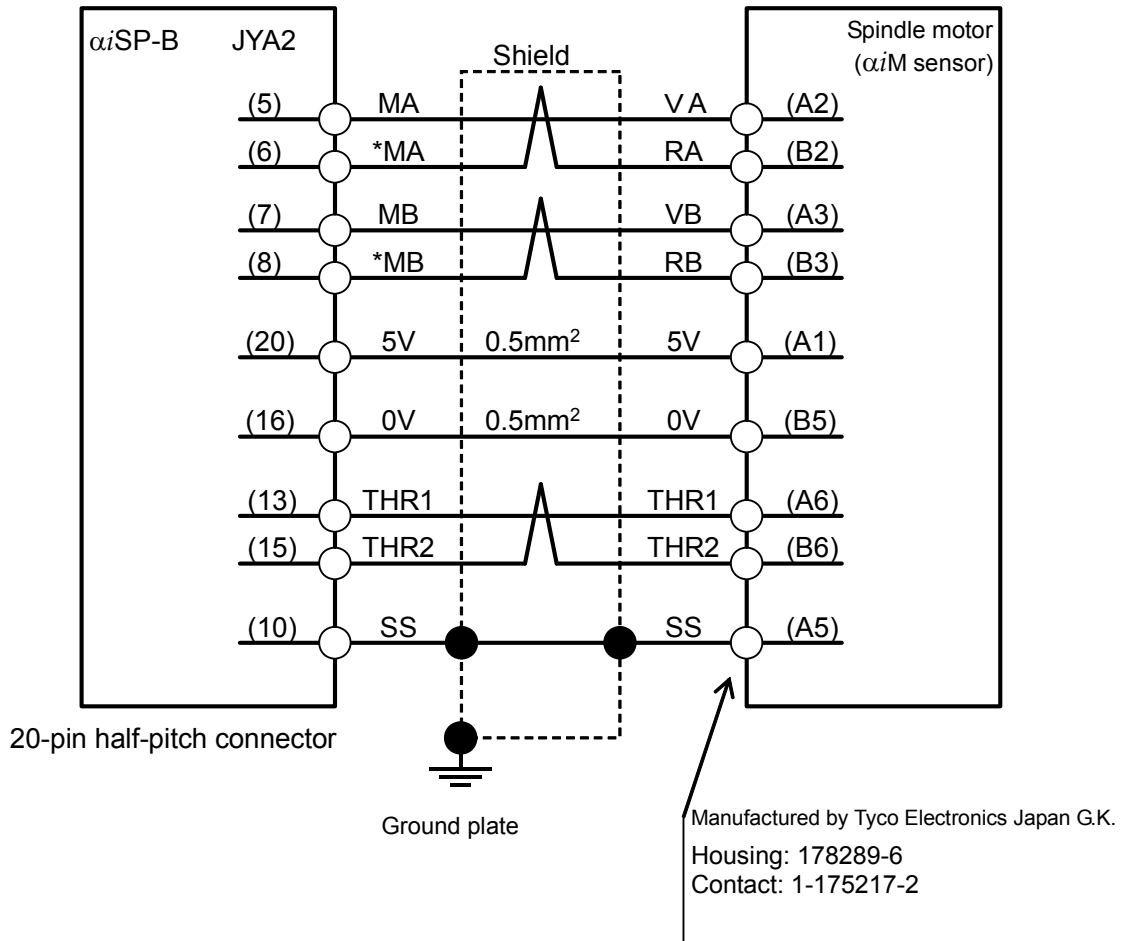 αiSP-B JYA2
Spindle motor
(αiM sensor)
Shield
(5) MA VA (A2)
(6) *MA RA (B2)
(7) MB VB (A3)
(8) *MB RB (B3)
(20) 5V 0.5mm² 5V (A1)
(16) 0V 0.5mm² 0V (B5)
(13) THR1 THR1 (A6)
(15) THR2 THR2 (B6)
(10) SS SS (A5)
20-pin half-pitch connector
Ground plate
Manufactured by Tyco Electronics Japan G.K.
Housing: 178289-6
Contact: 1-175217-2